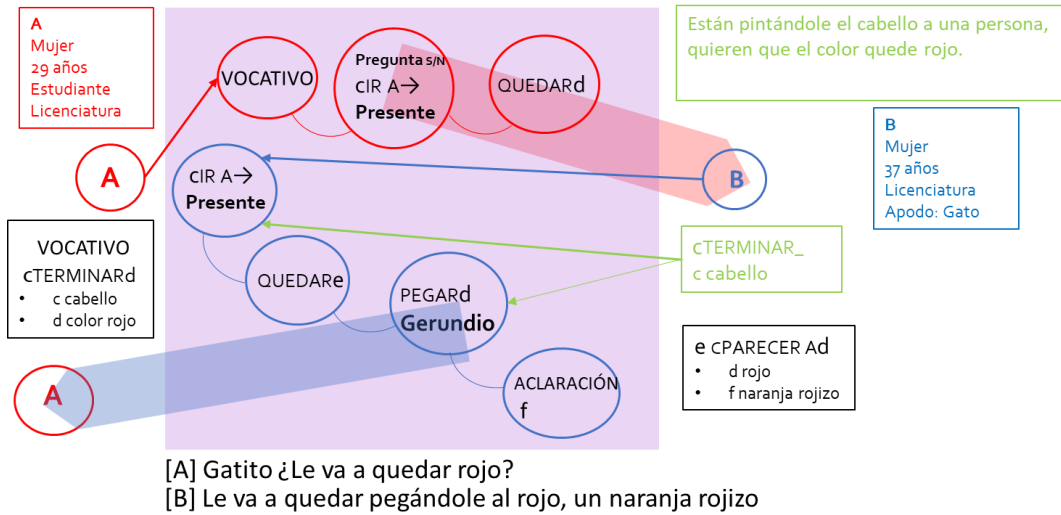 A
Mujer
29 años
Estudiante
Licenciatura
VOCATIVO
Pregunta S/N
cIR A→
Presente
QUEDARd
Están pintándole el cabello a una persona,
quieren que el color quede rojo.
A
B
B
Mujer
37 años
Licenciatura
Apodo: Gato
cIR A→
Presente
VOCATIVO
cTERMINARd
• c cabello
• d color rojo
QUEDARe
PEGARd
Gerundio
cTERMINAR_
c cabello
e cPARECER Ad
• d rojo
• f naranja rojizo
A
ACLARACIÓN
f
[A] Gatito ¿Le va a quedar rojo?
[B] Le va a quedar pegándole al rojo, un naranja rojizo